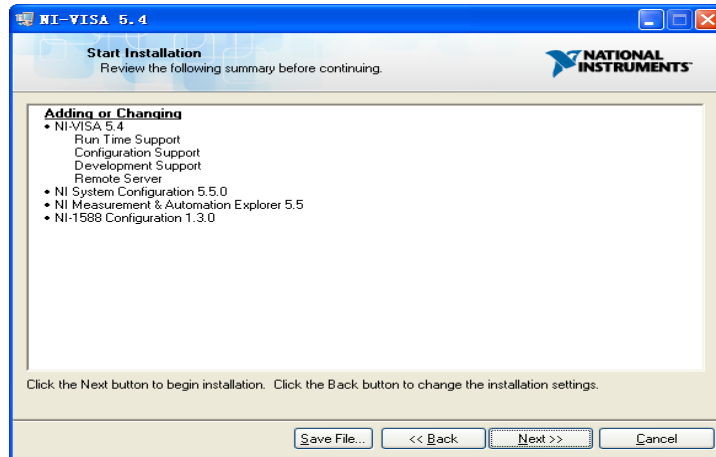 NI-VISA 5.4
Start Installation
Review the following summary before continuing.
NATIONAL
INSTRUMENTS™
Adding or Changing
• NI-VISA 5.4
Run Time Support
Configuration Support
Development Support
Remote Server
• NI System Configuration 5.5.0
• NI Measurement & Automation Explorer 5.5
• NI-1588 Configuration 1.3.0
Click the Next button to begin installation. Click the Back button to change the installation settings.
Save File... << Back Next >> Cancel